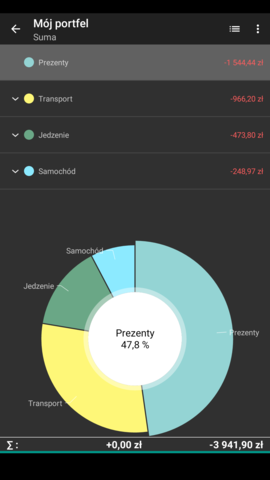 Mój portfel
Suma
Prezenty -1 544,44 zł
Transport -966,20 zł
Jedzenie -473,80 zł
Samochód -248,97 zł
Samochód
Jedzenie
Prezenty
47,8 %
Prezenty
Transport
∑ : +0,00 zł -3 941,90 zł